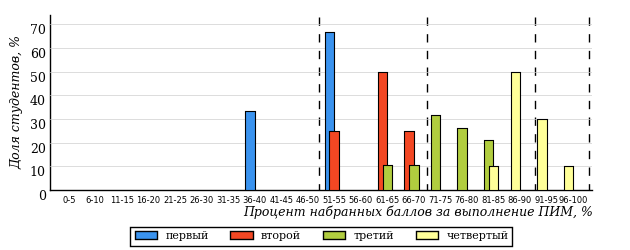 Доля студентов, %
70
60
50
40
30
20
10
0
0-5 6-10 11-15 16-20 21-25 26-30 31-35 36-40 41-45 46-50 51-55 56-60 61-65 66-70 71-75 76-80 81-85 86-90 91-95 96-100
Процент набранных баллов за выполнение ПИМ, %
первый второй третий четвертый